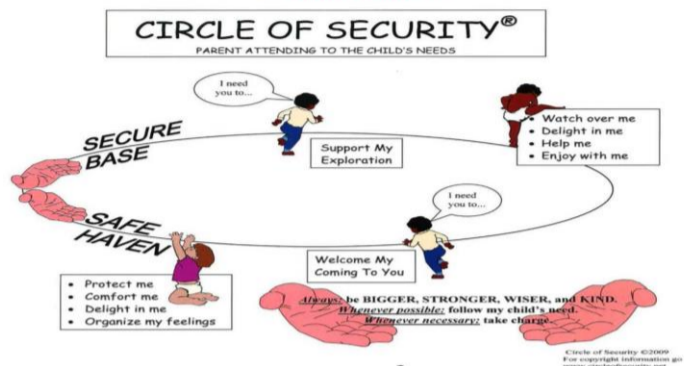 CIRCLE OF SECURITY®
PARENT ATTENDING TO THE CHILD'S NEEDS
I need
you to...
SECURE
BASE
Support My
Exploration
• Watch over me
• Delight in me
• Help me
• Enjoy with me
I need
you to...
SAFE
HAVEN
Welcome My
Coming To You
• Protect me
• Comfort me
• Delight in me
• Organize my feelings
Always: be BIGGER, STRONGER, WISER, and KIND.
Whenever possible: follow my child's need.
Whenever necessary: take charge.
Circle of Security ©2009
For copyright information go